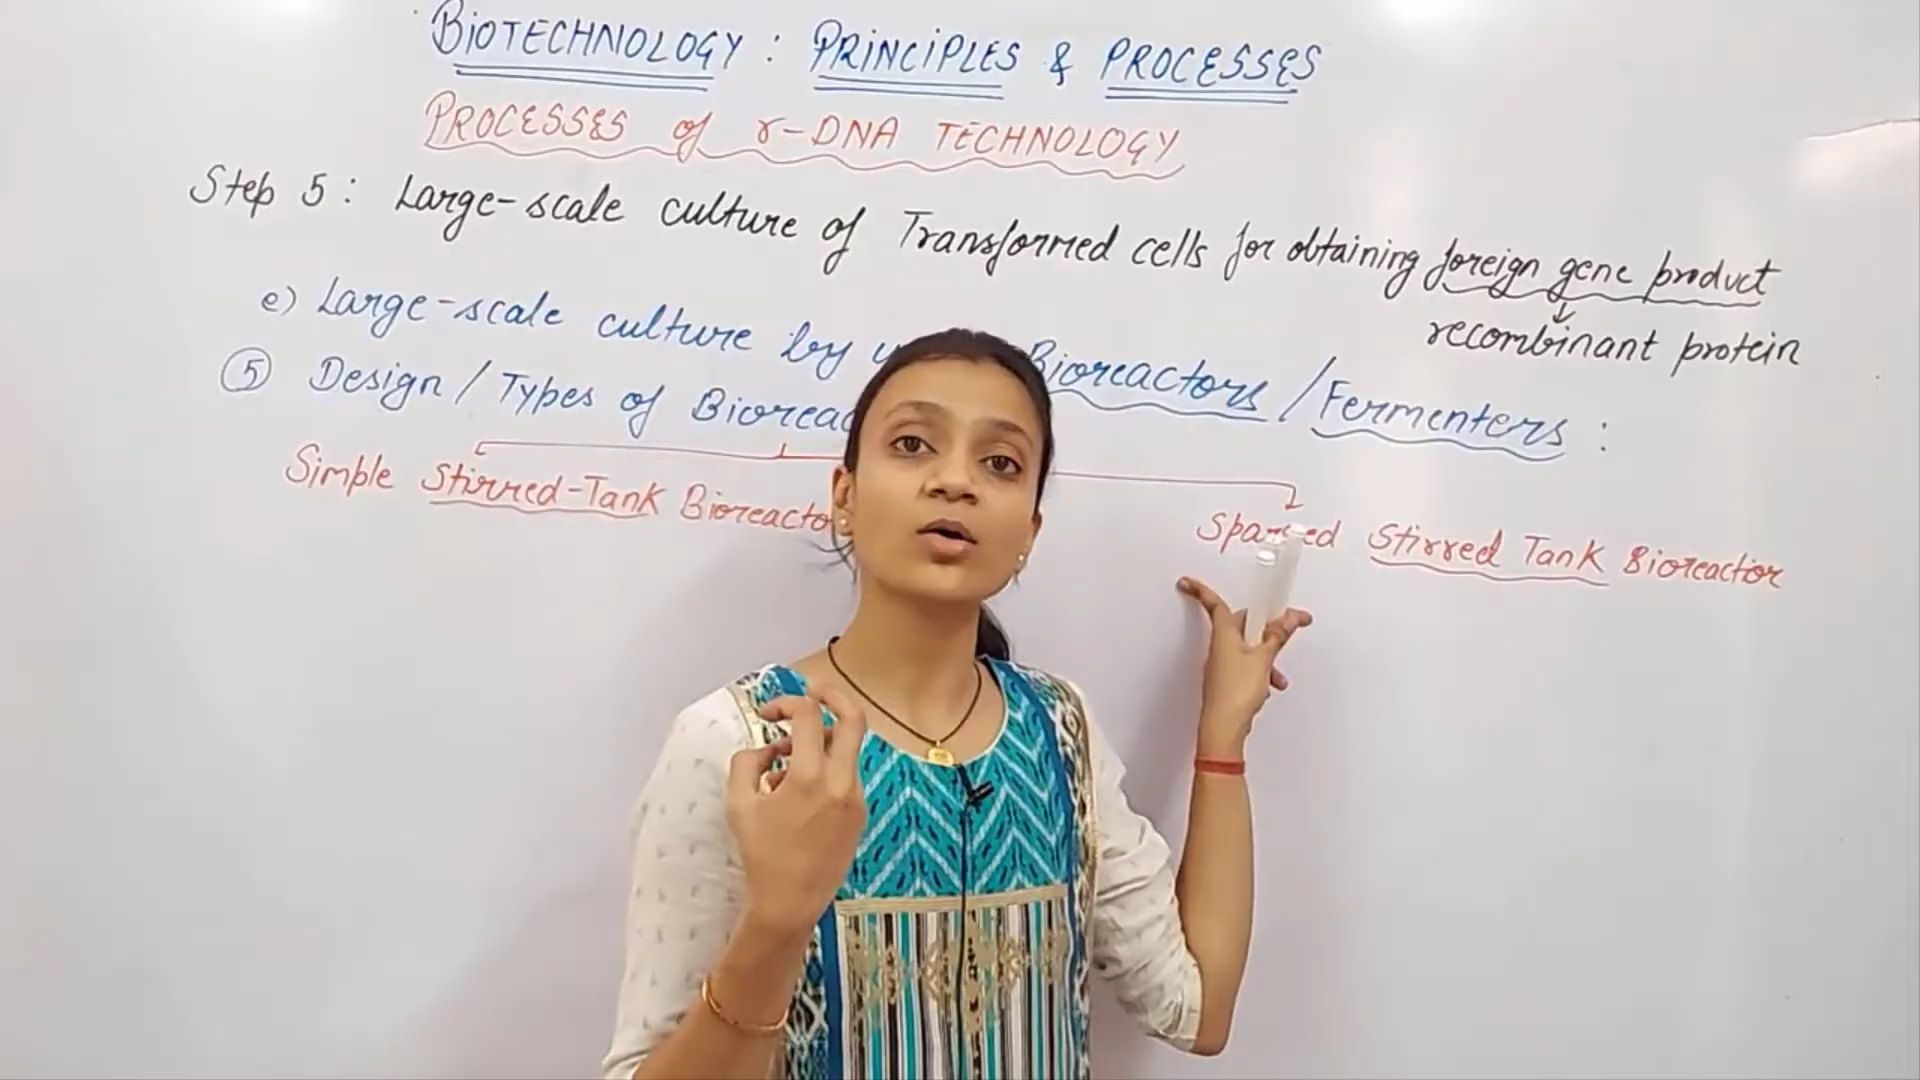 BIOTECHNOLOGY : PRINCIPLES & PROCESSES
PROCESSES of r-DNA TECHNOLOGY
Step 5 : Large-scale culture of Transformed cells for obtaining foreign gene product
↓
recombinant protein
e) Large-scale culture by Bioreactors / Fermenters :
⑤ Design / Types of
Simple Stirred-Tank
Sparged Stirred Tank Bioreactor